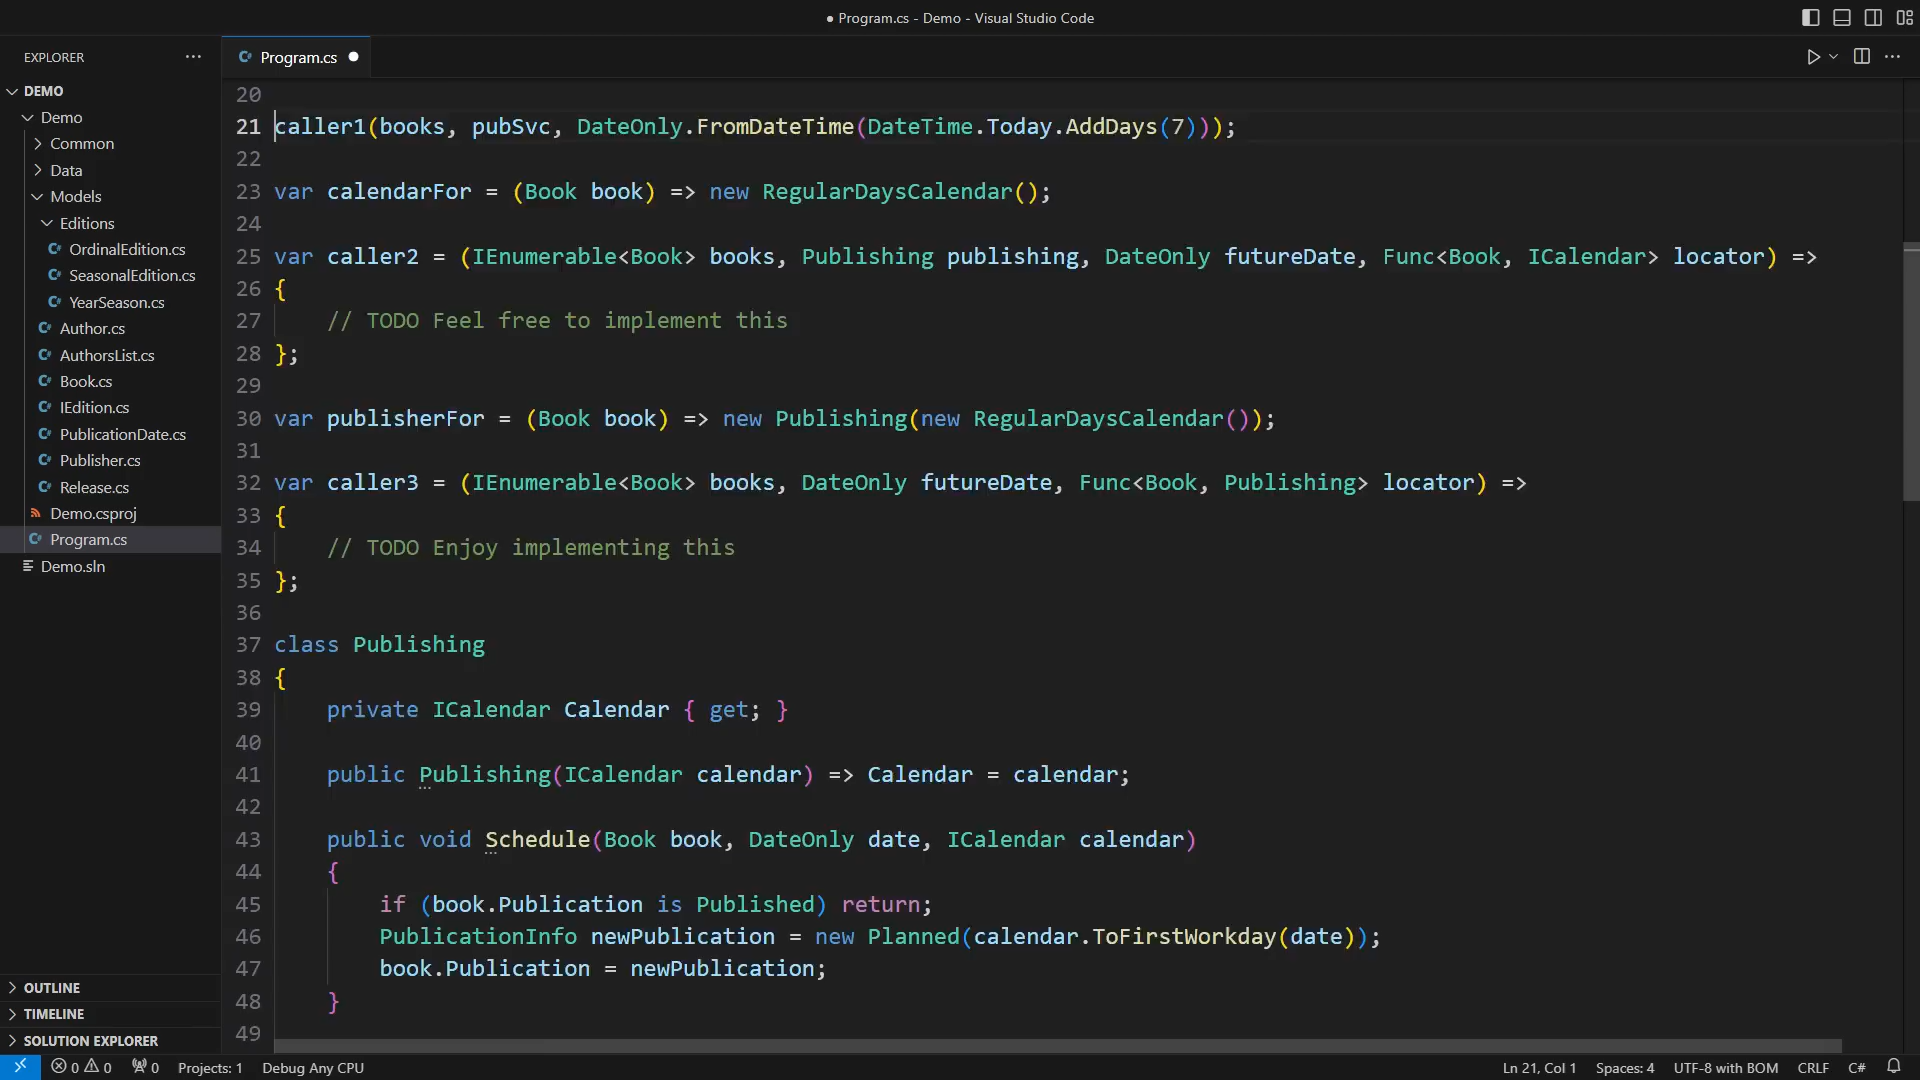 ● Program.cs - Demo - Visual Studio Code
EXPLORER
Program.cs
DEMO
Demo
Common
Data
Models
Editions
OrdinalEdition.cs
SeasonalEdition.cs
YearSeason.cs
Author.cs
AuthorsList.cs
Book.cs
IEdition.cs
PublicationDate.cs
Publisher.cs
Release.cs
Demo.csproj
Program.cs
Demo.sln
OUTLINE
TIMELINE
SOLUTION EXPLORER
20
21 caller1(books, pubSvc, DateOnly.FromDateTime(DateTime.Today.AddDays(7)));
22
23 var calendarFor = (Book book) => new RegularDaysCalendar();
24
25 var caller2 = (IEnumerable<Book> books, Publishing publishing, DateOnly futureDate, Func<Book, ICalendar> locator) =>
26 {
27     // TODO Feel free to implement this
28 };
29
30 var publisherFor = (Book book) => new Publishing(new RegularDaysCalendar());
31
32 var caller3 = (IEnumerable<Book> books, DateOnly futureDate, Func<Book, Publishing> locator) =>
33 {
34     // TODO Enjoy implementing this
35 };
36
37 class Publishing
38 {
39     private ICalendar Calendar { get; }
40
41     public Publishing(ICalendar calendar) => Calendar = calendar;
42
43     public void Schedule(Book book, DateOnly date, ICalendar calendar)
44     {
45         if (book.Publication is Published) return;
46         PublicationInfo newPublication = new Planned(calendar.ToFirstWorkday(date));
47         book.Publication = newPublication;
48     }
49
0 0 0 Projects: 1 Debug Any CPU Ln 21, Col 1 Spaces: 4 UTF-8 with BOM CRLF C#